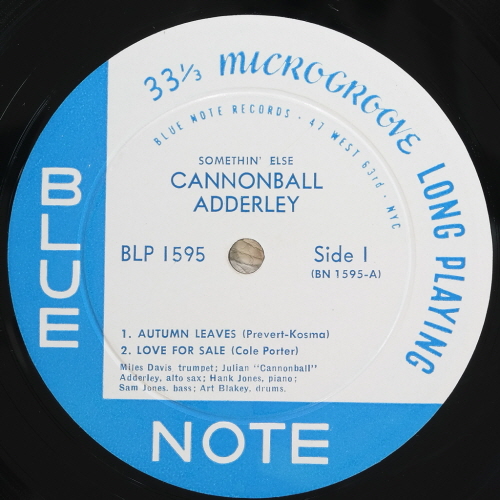 33⅓ MICROGROOVE LONG PLAYING
BLUE NOTE RECORDS · 47 WEST 63rd · NYC
SOMETHIN' ELSE
CANNONBALL
ADDERLEY
BLP 1595
Side 1
(BN 1595-A)
1. AUTUMN LEAVES (Prevert-Kosma)
2. LOVE FOR SALE (Cole Porter)
Miles Davis trumpet; Julian "Cannonball"
Adderley, alto sax; Hank Jones, piano;
Sam Jones, bass; Art Blakey, drums.
BLUE
NOTE